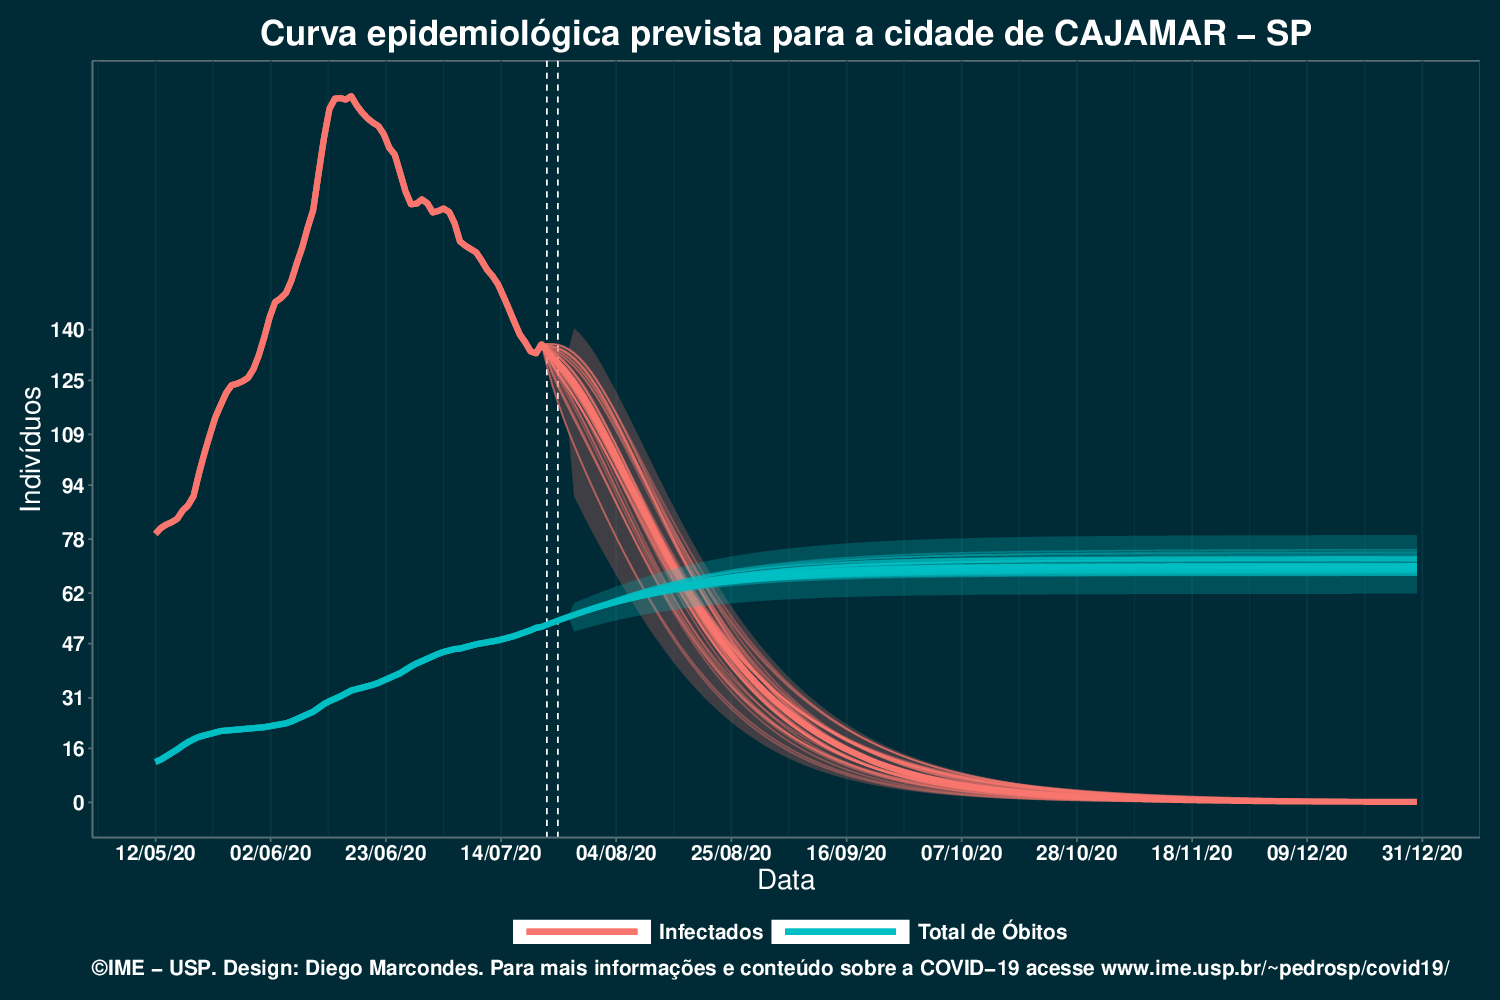 Curva epidemiológica prevista para a cidade de CAJAMAR – SP
Indivíduos
140
125
109
94
78
62
47
31
16
0
12/05/20 02/06/20 23/06/20 14/07/20 04/08/20 25/08/20 16/09/20 07/10/20 28/10/20 18/11/20 09/12/20 31/12/20
Data
Infectados Total de Óbitos
©IME – USP. Design: Diego Marcondes. Para mais informações e conteúdo sobre a COVID–19 acesse www.ime.usp.br/~pedrosp/covid19/